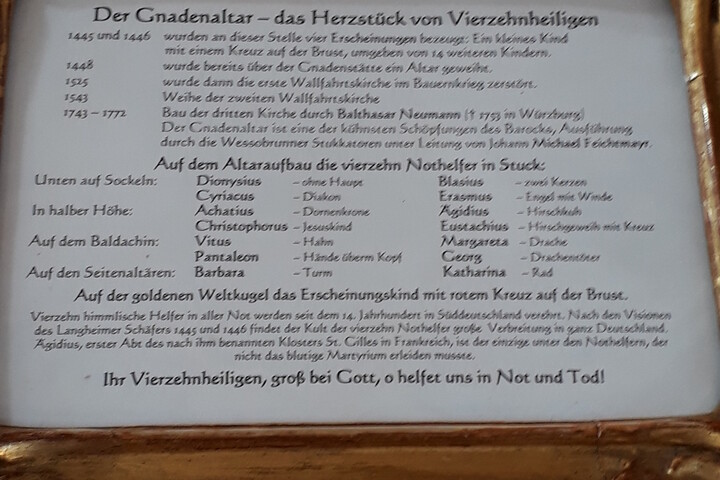 Der Gnadenaltar – das Herzstück von Vierzehnheiligen
1445 und 1446 wurden an dieser Stelle vier Erscheinungen bezeugt: Ein kleines Kind
mit einem Kreuz auf der Brust, umgeben von 14 weiteren Kindern.
1448 wurde bereits über der Gnadenstätte ein Altar geweiht.
1525 wurde dann die erste Wallfahrtskirche im Bauernkrieg zerstört.
1543 Weihe der zweiten Wallfahrtskirche
1743 – 1772 Bau der dritten Kirche durch Balthasar Neumann († 1753 in Würzburg)
Der Gnadenaltar ist eine der kühnsten Schöpfungen des Barocks, Ausführung
durch die Wessobrunner Stukkatoren unter Leitung von Johann Michael Feichtmayr.
Auf dem Altaraufbau die vierzehn Nothelfer in Stuck:
Unten auf Sockeln: Dionysius – ohne Haupt Blasius – zwei Kerzen
Cyriacus – Diakon Erasmus – Engel mit Winde
In halber Höhe: Achatius – Dornenkrone Ägidius – Hirschkuh
Christophorus – Jesuskind Eustachius – Hirschgeweih mit Kreuz
Auf dem Baldachin: Vitus – Hahn Margareta – Drache
Pantaleon – Hände überm Kopf Georg – Drachentöter
Auf den Seitenaltären: Barbara – Turm Katharina – Rad
Auf der goldenen Weltkugel das Erscheinungskind mit rotem Kreuz auf der Brust.
Vierzehn himmlische Helfer in aller Not werden seit dem 14. Jahrhundert in Süddeutschland verehrt. Nach den Visionen
des Langheimer Schäfers 1445 und 1446 findet der Kult der vierzehn Nothelfer große Verbreitung in ganz Deutschland.
Ägidius, erster Abt des nach ihm benannten Klosters St. Gilles in Frankreich, ist der einzige unter den Nothelfern, der
nicht das blutige Martyrium erleiden musste.
Ihr Vierzehnheiligen, groß bei Gott, o helfet uns in Not und Tod!